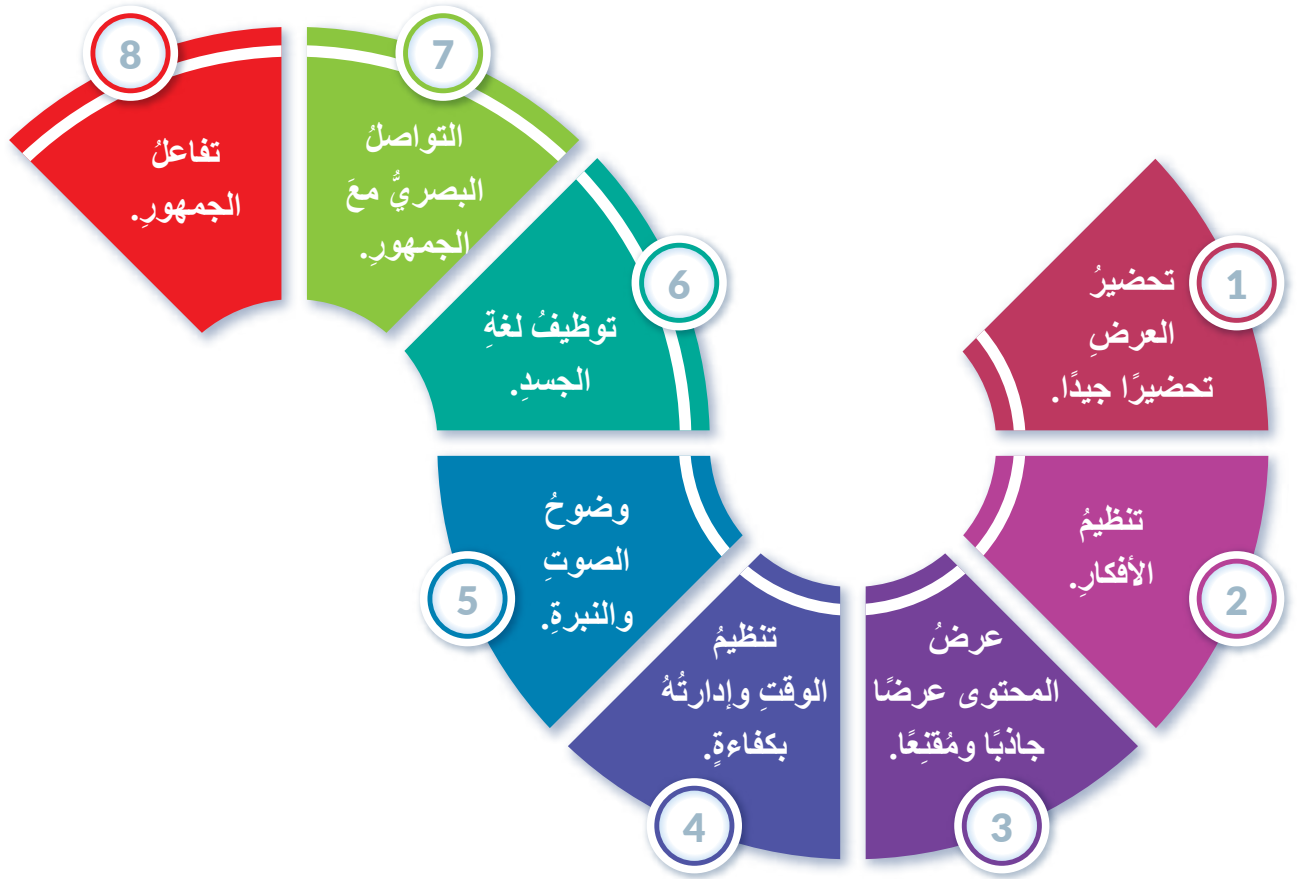 1
تحضيرُ
العرضِ
تحضيرًا جيدًا.
2
تنظيمُ
الأفكارِ.
3
عرضُ
المحتوى عرضًا
جاذبًا ومُقنِعًا.
4
تنظيمُ
الوقتِ وإدارتُهُ
بكفاءةٍ.
5
وضوحُ
الصوتِ
والنبرةِ.
6
توظيفُ لغةِ
الجسدِ.
7
التواصلُ
البصريُّ معَ
الجمهورِ.
8
تفاعلُ
الجمهورِ.